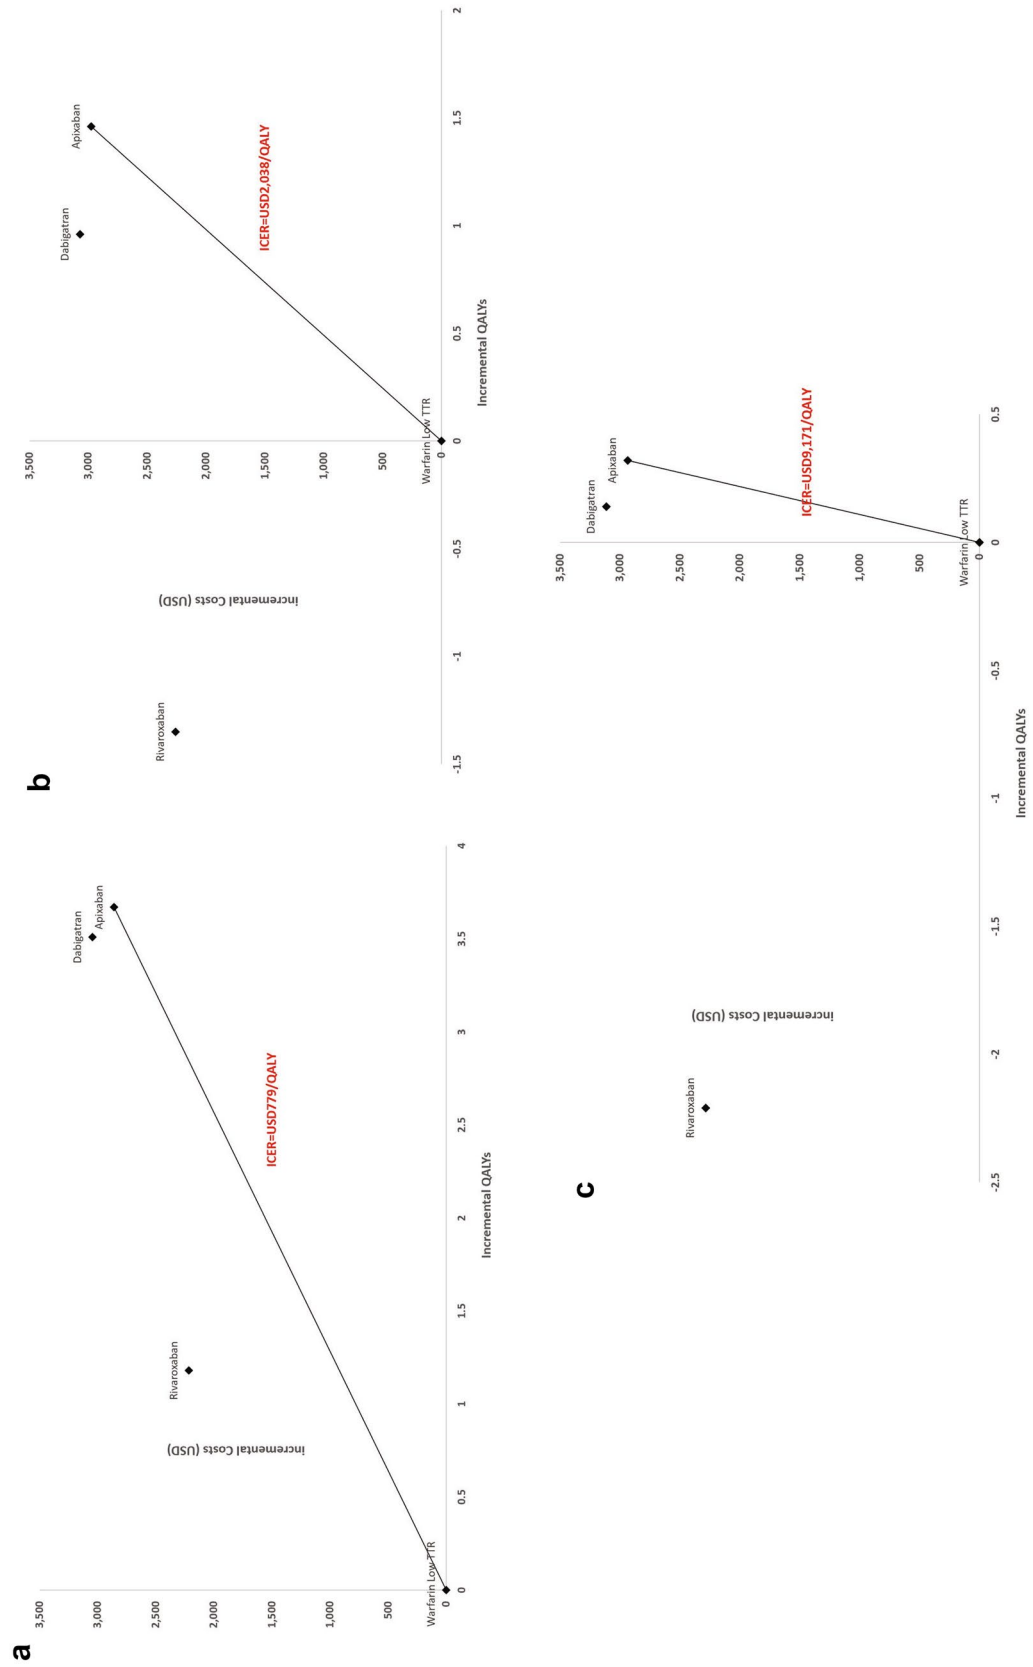 a
3,500
3,000
2,500
2,000
1,500
1,000
500
0
incremental Costs (USD)
Dabigatran
Apixaban
Rivaroxaban
ICER=USD779/QALY
Warfarin Low TTR
0
0.5
1
1.5
2
2.5
3
3.5
4
Incremental QALYs
b
3,500
3,000
2,500
2,000
1,500
1,000
500
0
incremental Costs (USD)
Apixaban
Dabigatran
Rivaroxaban
ICER=USD2,038/QALY
Warfarin Low TTR
-1.5
-1
-0.5
0
0.5
1
1.5
2
Incremental QALYs
c
3,500
3,000
2,500
2,000
1,500
1,000
500
0
incremental Costs (USD)
Dabigatran
Apixaban
Rivaroxaban
ICER=USD9,171/QALY
Warfarin Low TTR
-2.5
-2
-1.5
-1
-0.5
0
0.5
Incremental QALYs